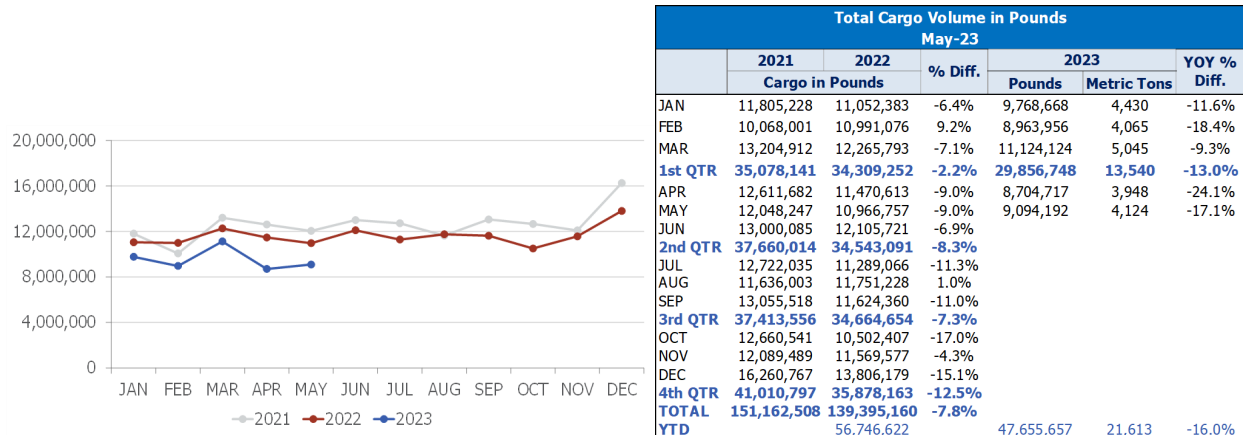 20,000,000
16,000,000
12,000,000
8,000,000
4,000,000
0
JAN FEB MAR APR MAY JUN JUL AUG SEP OCT NOV DEC
2021 2022 2023
Total Cargo Volume in Pounds
May-23
2021 2022 % Diff. 2023 YOY % Diff.
Cargo in Pounds Pounds Metric Tons
JAN 11,805,228 11,052,383 -6.4% 9,768,668 4,430 -11.6%
FEB 10,068,001 10,991,076 9.2% 8,963,956 4,065 -18.4%
MAR 13,204,912 12,265,793 -7.1% 11,124,124 5,045 -9.3%
1st QTR 35,078,141 34,309,252 -2.2% 29,856,748 13,540 -13.0%
APR 12,611,682 11,470,613 -9.0% 8,704,717 3,948 -24.1%
MAY 12,048,247 10,966,757 -9.0% 9,094,192 4,124 -17.1%
JUN 13,000,085 12,105,721 -6.9%
2nd QTR 37,660,014 34,543,091 -8.3%
JUL 12,722,035 11,289,066 -11.3%
AUG 11,636,003 11,751,228 1.0%
SEP 13,055,518 11,624,360 -11.0%
3rd QTR 37,413,556 34,664,654 -7.3%
OCT 12,660,541 10,502,407 -17.0%
NOV 12,089,489 11,569,577 -4.3%
DEC 16,260,767 13,806,179 -15.1%
4th QTR 41,010,797 35,878,163 -12.5%
TOTAL 151,162,508 139,395,160 -7.8%
YTD 56,746,622 47,655,657 21,613 -16.0%